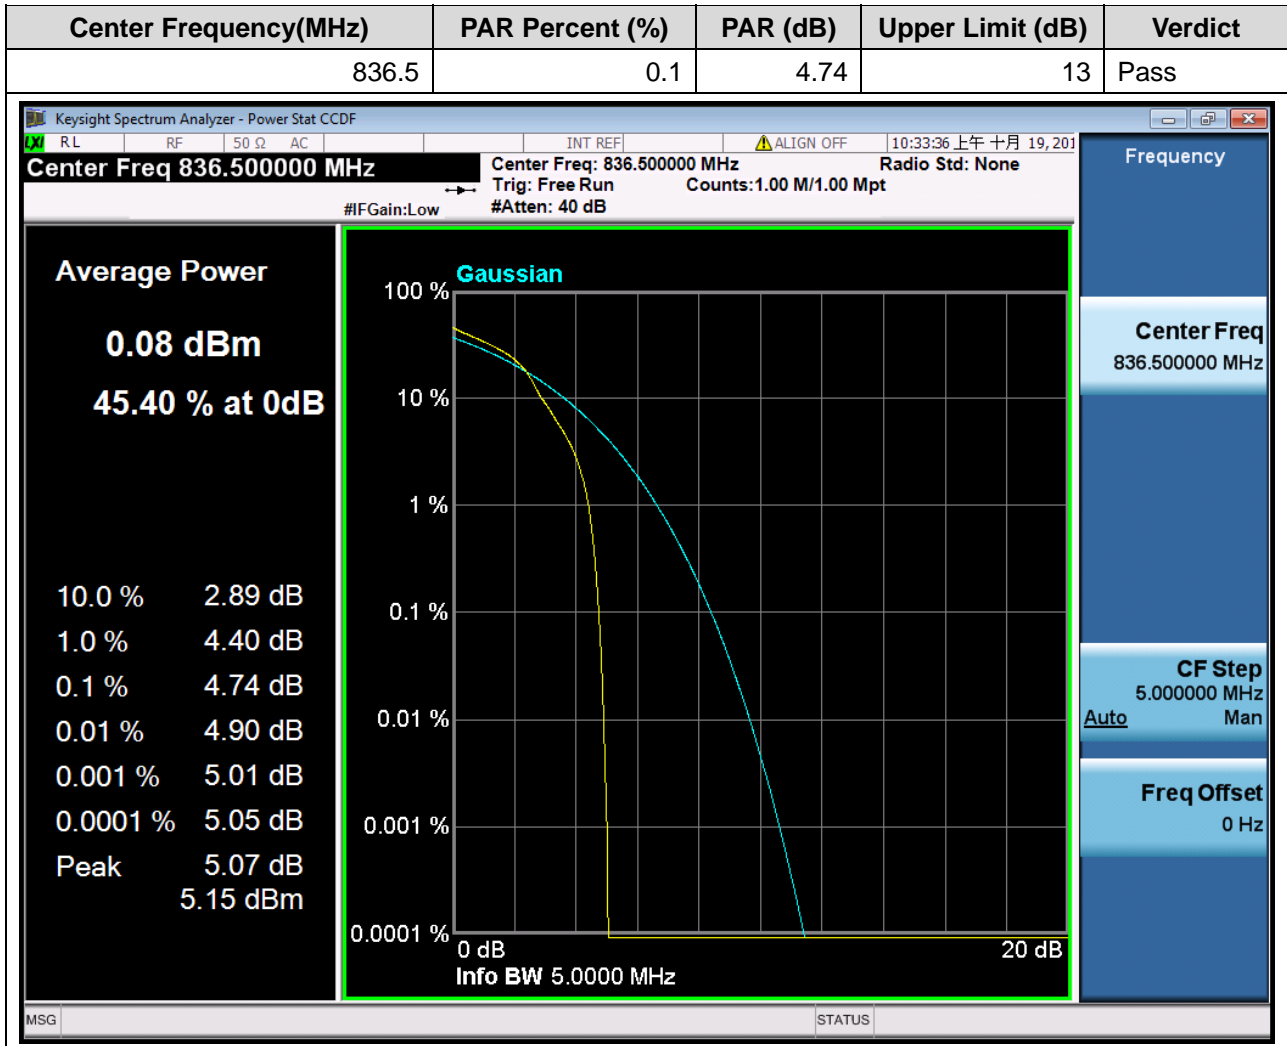 Center Frequency(MHz) PAR Percent (%) PAR (dB) Upper Limit (dB) Verdict
836.5 0.1 4.74 13 Pass
Keysight Spectrum Analyzer - Power Stat CCDF
LXI RL RF 50 Ω AC INT REF ALIGN OFF 10:33:36 上午 十月 19, 201
Center Freq 836.500000 MHz
Center Freq: 836.500000 MHz Radio Std: None
Trig: Free Run Counts:1.00 M/1.00 Mpt
#IFGain:Low #Atten: 40 dB
Average Power
0.08 dBm
45.40 % at 0dB
10.0 % 2.89 dB
1.0 % 4.40 dB
0.1 % 4.74 dB
0.01 % 4.90 dB
0.001 % 5.01 dB
0.0001 % 5.05 dB
Peak 5.07 dB
5.15 dBm
Gaussian
100 %
10 %
1 %
0.1 %
0.01 %
0.001 %
0.0001 %
0 dB 20 dB
Info BW 5.0000 MHz
Frequency
Center Freq
836.500000 MHz
CF Step
5.000000 MHz
Auto Man
Freq Offset
0 Hz
MSG STATUS